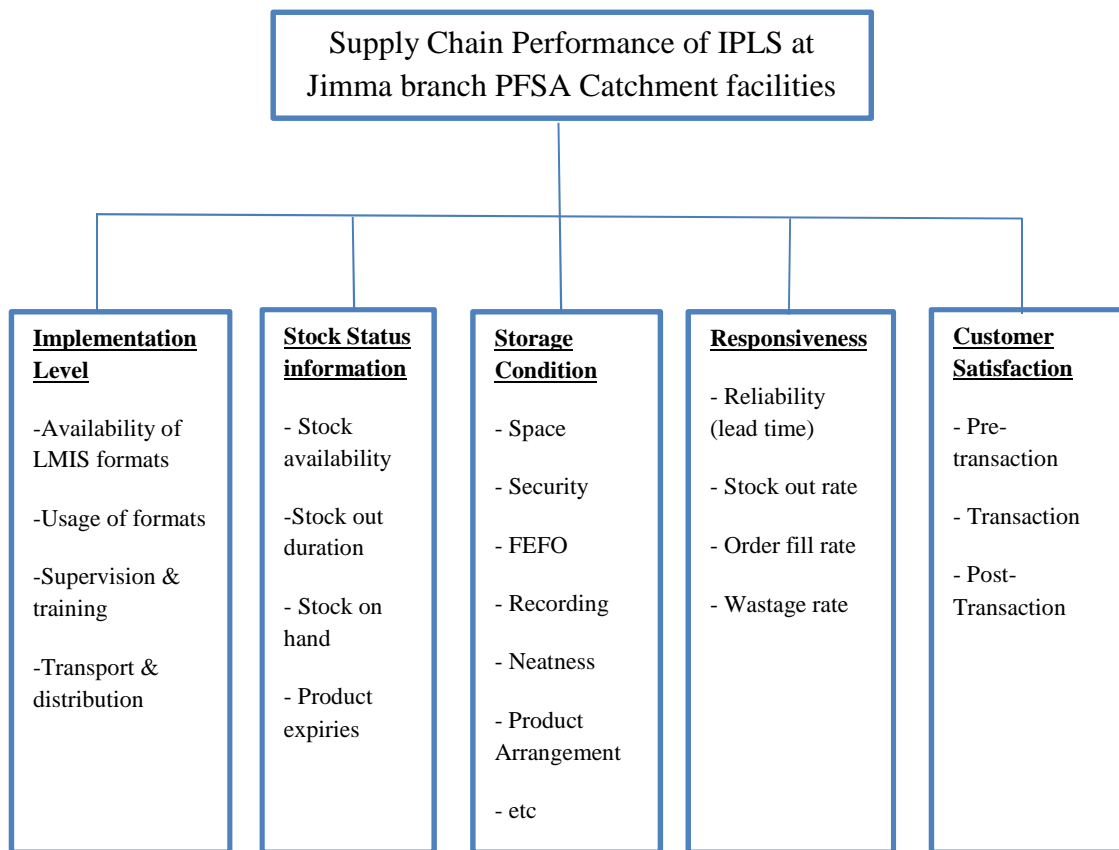 Supply Chain Performance of IPLS at
Jimma branch PFSA Catchment facilities
Implementation
Level
-Availability of
LMIS formats
-Usage of formats
-Supervision &
training
-Transport &
distribution
Stock Status
information
- Stock
availability
-Stock out
duration
- Stock on
hand
- Product
expiries
Storage
Condition
- Space
- Security
- FEFO
- Recording
- Neatness
- Product
Arrangement
- etc
Responsiveness
- Reliability
(lead time)
- Stock out rate
- Order fill rate
- Wastage rate
Customer
Satisfaction
- Pre-
transaction
- Transaction
- Post-
Transaction